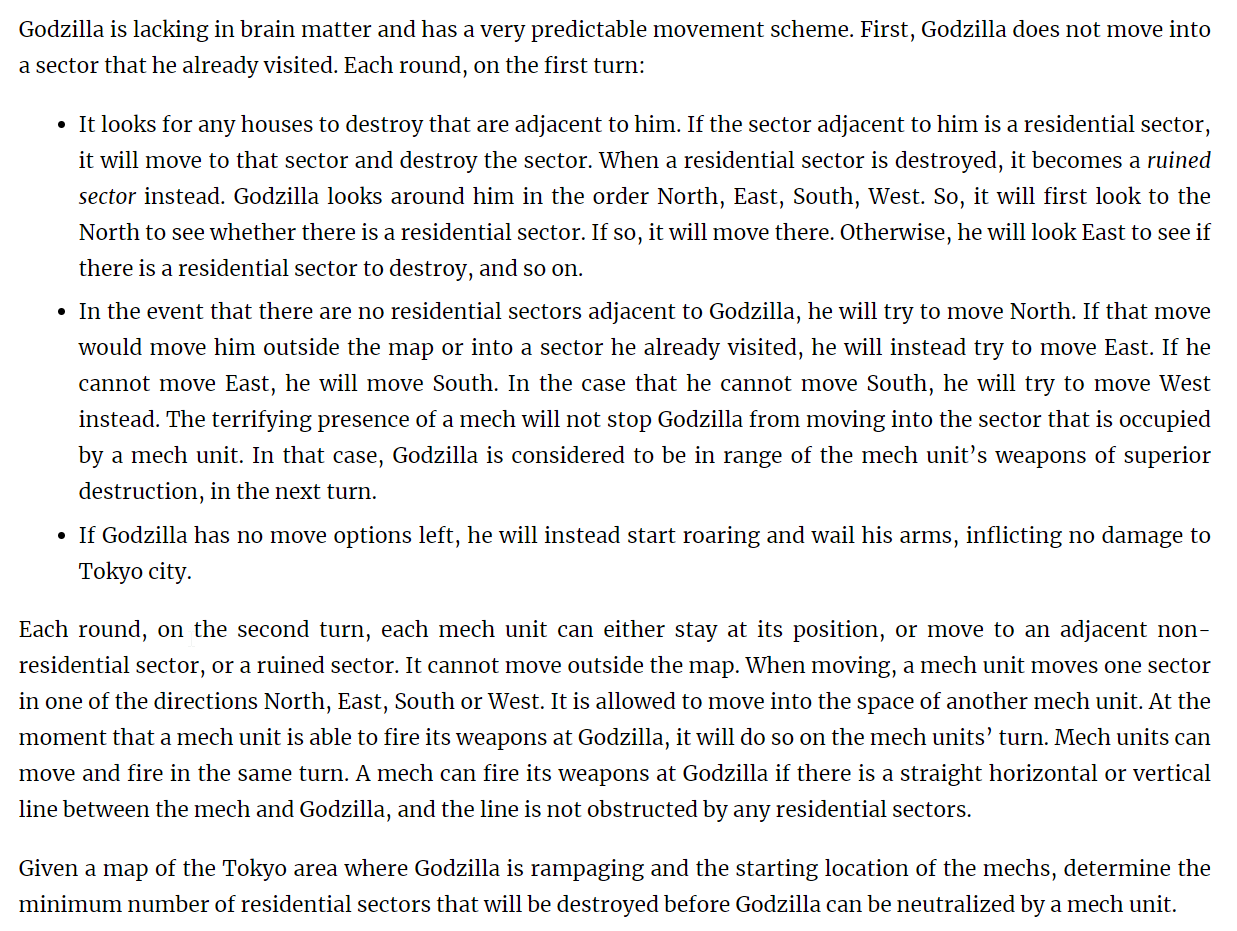 Godzilla is lacking in brain matter and has a very predictable movement scheme. First, Godzilla does not move into
a sector that he already visited. Each round, on the first turn:
• It looks for any houses to destroy that are adjacent to him. If the sector adjacent to him is a residential sector,
it will move to that sector and destroy the sector. When a residential sector is destroyed, it becomes a ruined
sector instead. Godzilla looks around him in the order North, East, South, West. So, it will first look to the
North to see whether there is a residential sector. If so, it will move there. Otherwise, he will look East to see if
there is a residential sector to destroy, and so on.
• In the event that there are no residential sectors adjacent to Godzilla, he will try to move North. If that move
would move him outside the map or into a sector he already visited, he will instead try to move East. If he
cannot move East, he will move South. In the case that he cannot move South, he will try to move West
instead. The terrifying presence of a mech will not stop Godzilla from moving into the sector that is occupied
by a mech unit. In that case, Godzilla is considered to be in range of the mech unit’s weapons of superior
destruction, in the next turn.
• If Godzilla has no move options left, he will instead start roaring and wail his arms, inflicting no damage to
Tokyo city.
Each round, on the second turn, each mech unit can either stay at its position, or move to an adjacent non-
residential sector, or a ruined sector. It cannot move outside the map. When moving, a mech unit moves one sector
in one of the directions North, East, South or West. It is allowed to move into the space of another mech unit. At the
moment that a mech unit is able to fire its weapons at Godzilla, it will do so on the mech units’ turn. Mech units can
move and fire in the same turn. A mech can fire its weapons at Godzilla if there is a straight horizontal or vertical
line between the mech and Godzilla, and the line is not obstructed by any residential sectors.
Given a map of the Tokyo area where Godzilla is rampaging and the starting location of the mechs, determine the
minimum number of residential sectors that will be destroyed before Godzilla can be neutralized by a mech unit.